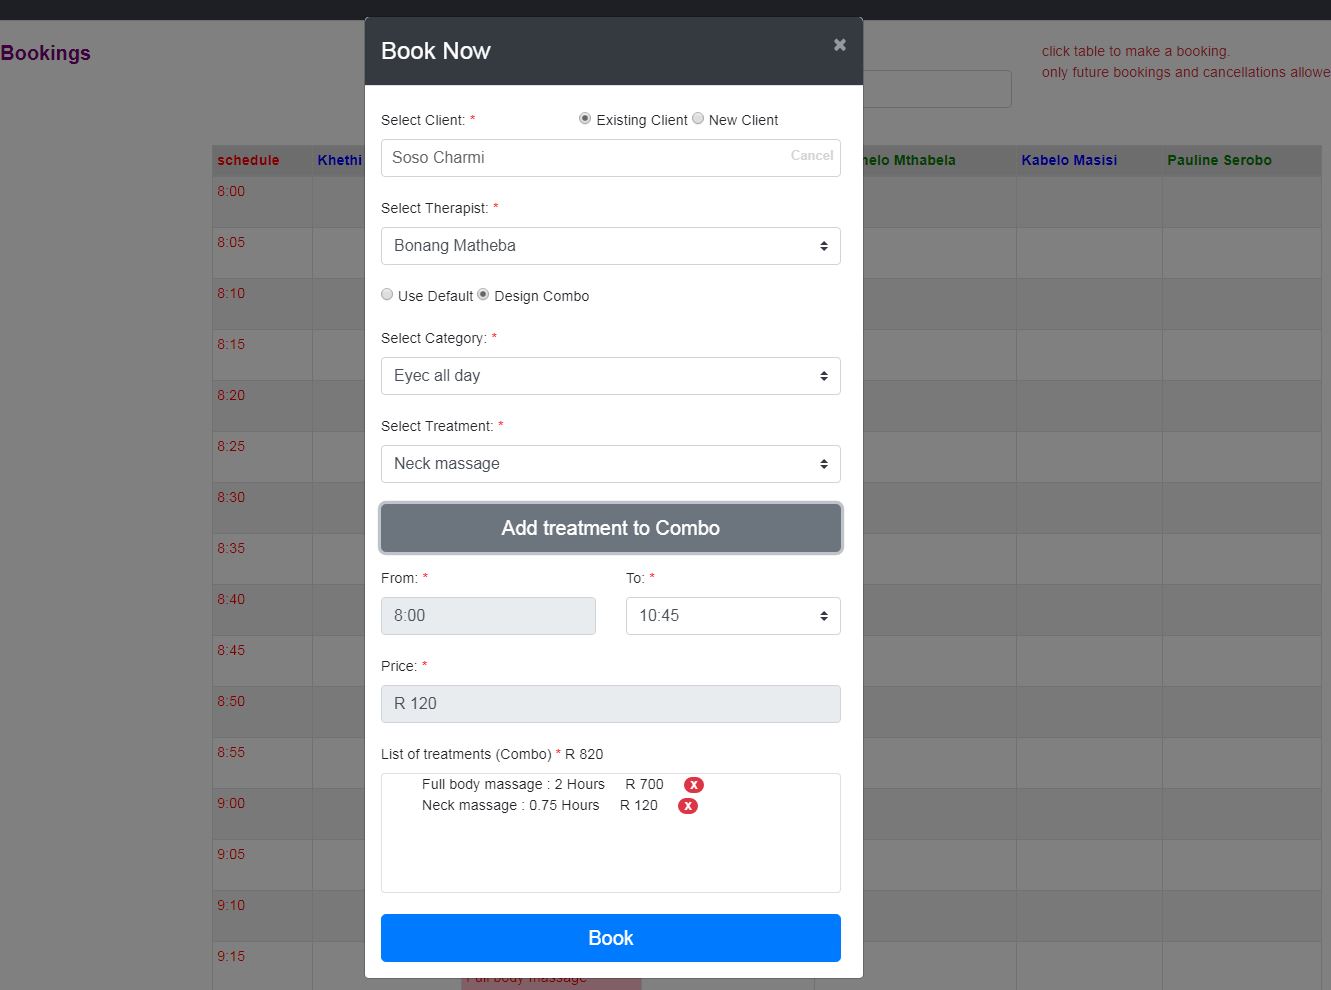 Book Now
×
Bookings
click table to make a booking.
only future bookings and cancellations allowe
Select Client: *
Existing Client
New Client
Soso Charmi
Cancel
schedule
Khethi
Mthabela
Kabelo Masisi
Pauline Serobo
8:00
8:05
8:10
8:15
8:20
8:25
8:30
8:35
8:40
8:45
8:50
8:55
9:00
9:05
9:10
9:15
Select Therapist: *
Bonang Matheba
Use Default
Design Combo
Select Category: *
Eyec all day
Select Treatment: *
Neck massage
Add treatment to Combo
From: *
To: *
8:00
10:45
Price: *
R 120
List of treatments (Combo) * R 820
Full body massage : 2 Hours R 700 x
Neck massage : 0.75 Hours R 120 x
Book
Full body massage